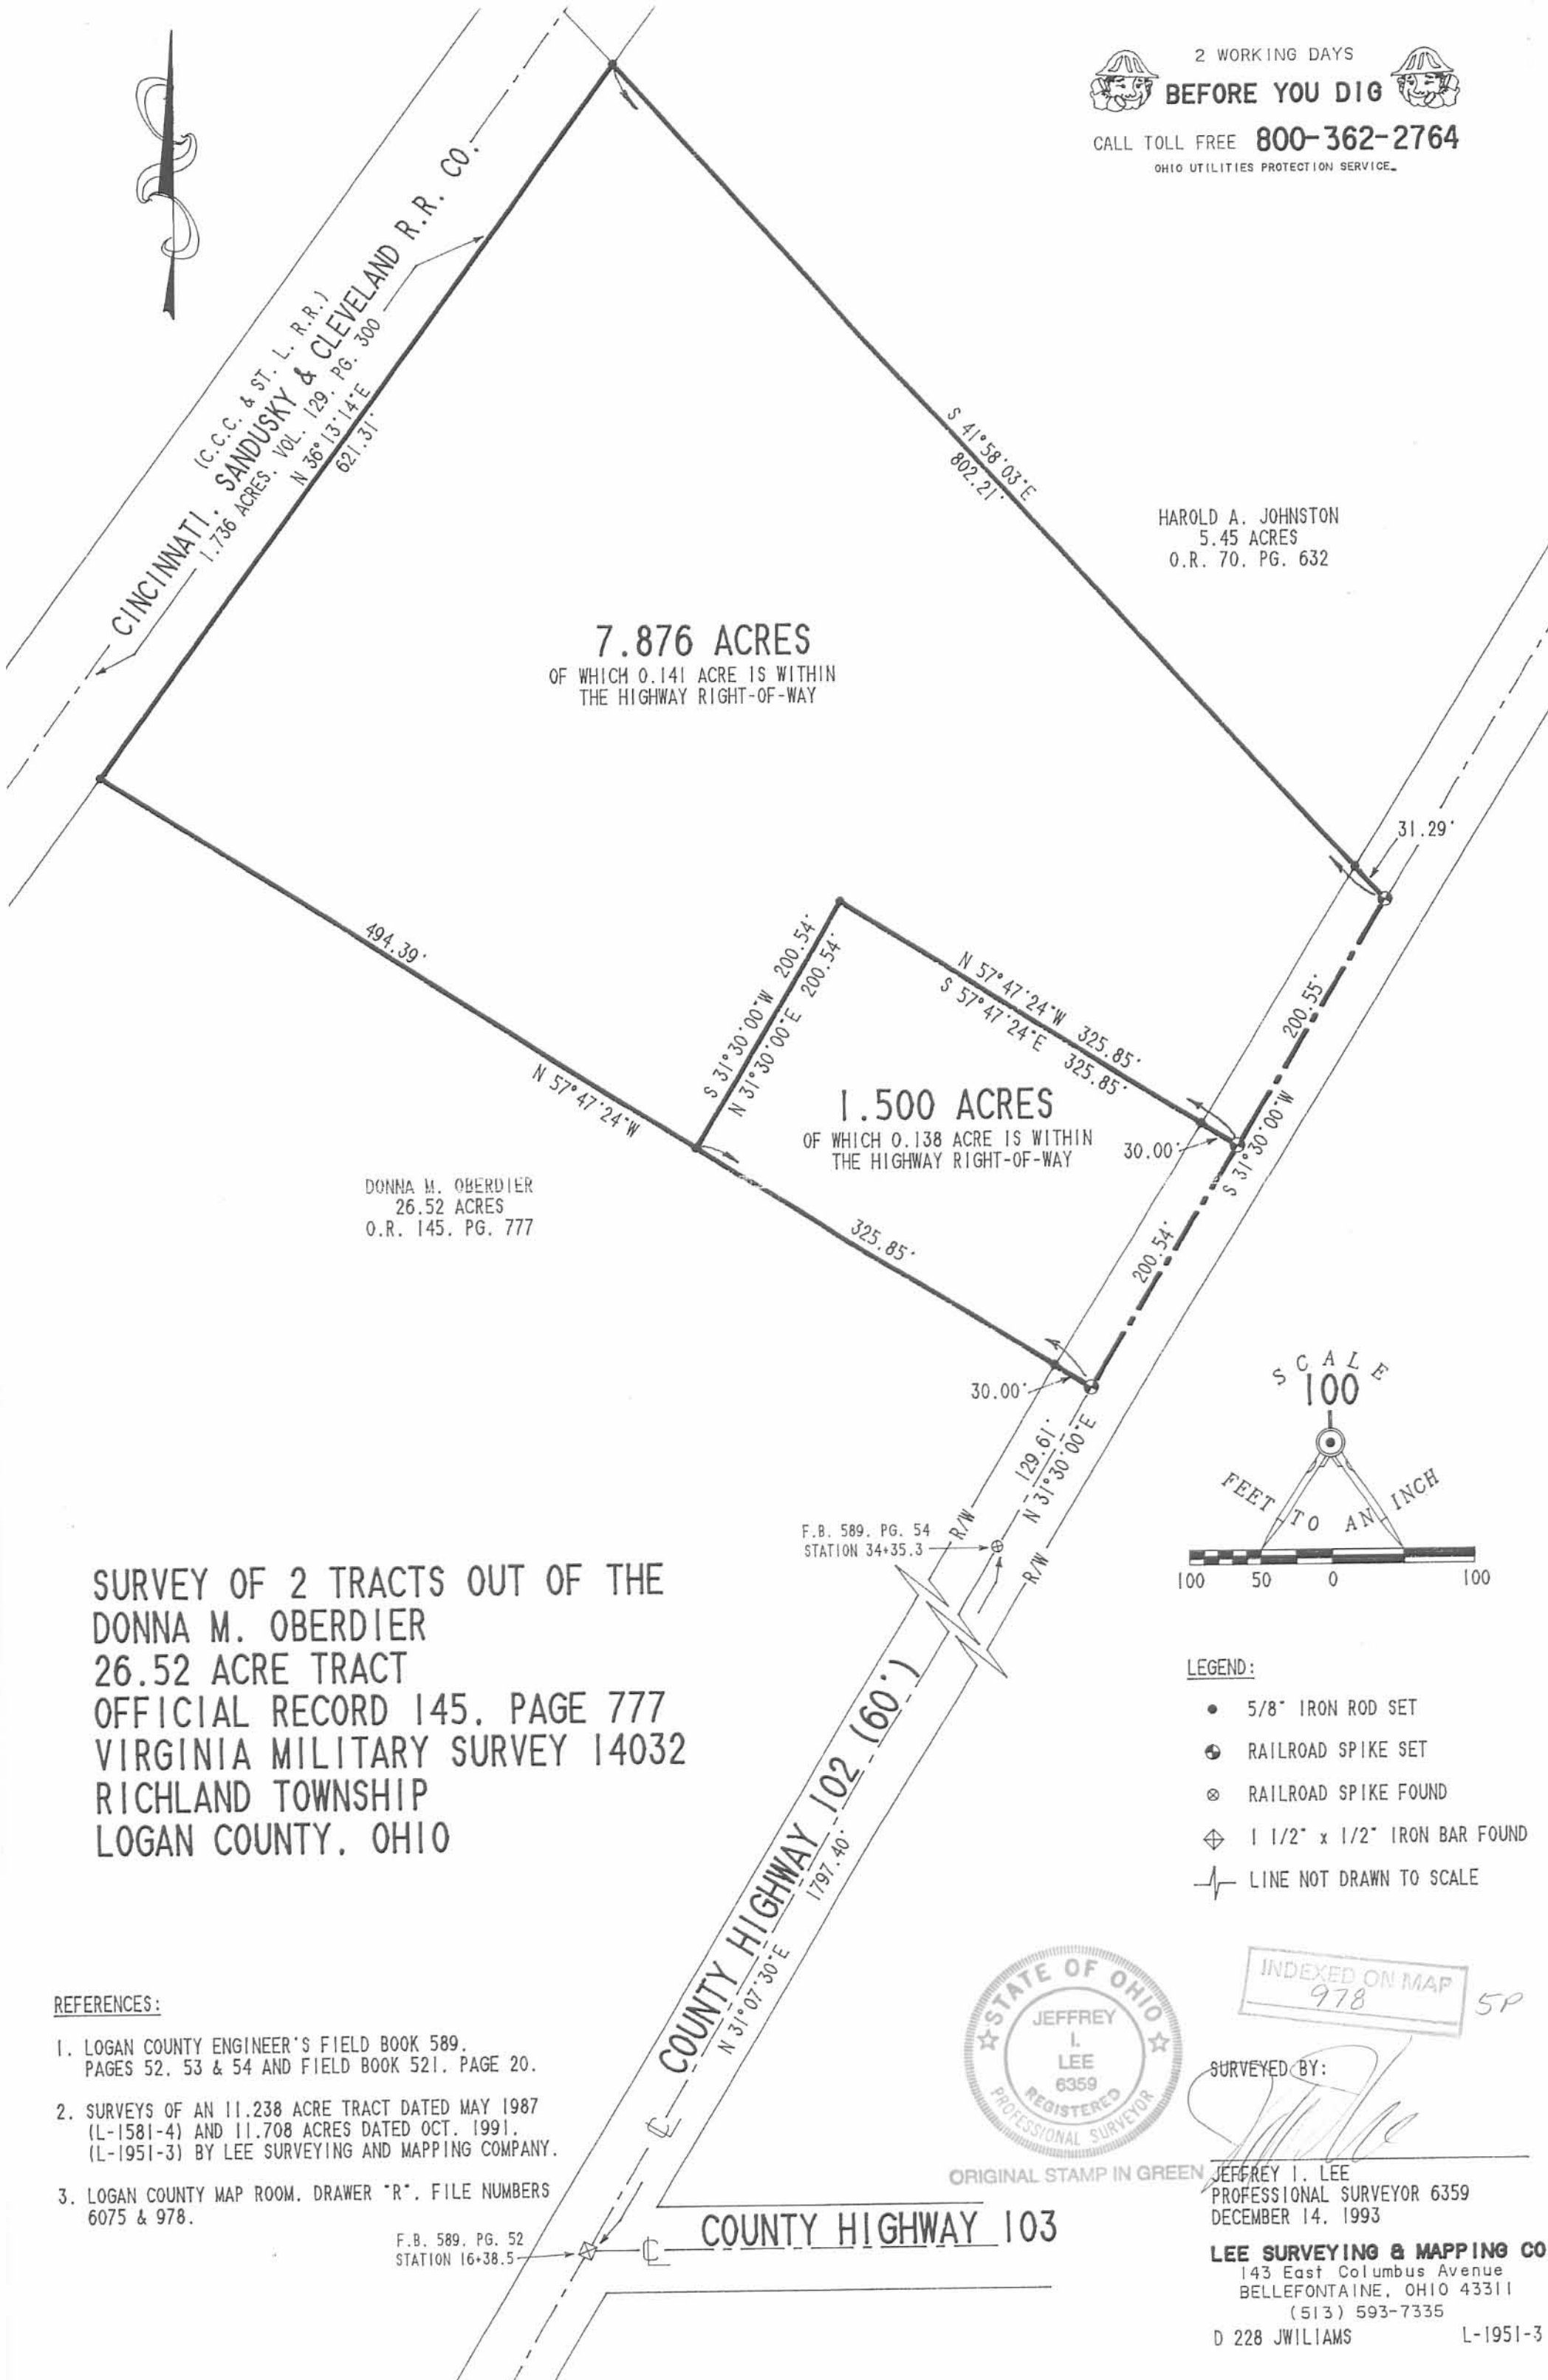 2 WORKING DAYS
BEFORE YOU DIG
CALL TOLL FREE 800-362-2764
OHIO UTILITIES PROTECTION SERVICE.
(C.C.C. & ST. L. R.R.)
CINCINNATI. SANDUSKY & CLEVELAND R.R. CO.
1.736 ACRES. VOL. 129. PG. 300
N 36°13'14"E
621.31'
S 41°58'03"E
802.21'
HAROLD A. JOHNSTON
5.45 ACRES
O.R. 70. PG. 632
7.876 ACRES
OF WHICH 0.141 ACRE IS WITHIN
THE HIGHWAY RIGHT-OF-WAY
31.29'
494.39'
N 57°47'24"W
S 31°30'00"W 200.54'
N 31°30'00"E 200.54'
N 57°47'24"W 325.85'
S 57°47'24"E 325.85'
200.55'
S 31°30'00"W
200.54'
1.500 ACRES
OF WHICH 0.138 ACRE IS WITHIN
THE HIGHWAY RIGHT-OF-WAY
30.00'
DONNA M. OBERDIER
26.52 ACRES
O.R. 145. PG. 777
325.85'
30.00'
129.61'
N 31°30'00"E
R/W
R/W
F.B. 589. PG. 54
STATION 34+35.3
SCALE
100
FEET TO AN INCH
100 50 0 100
SURVEY OF 2 TRACTS OUT OF THE
DONNA M. OBERDIER
26.52 ACRE TRACT
OFFICIAL RECORD 145. PAGE 777
VIRGINIA MILITARY SURVEY 14032
RICHLAND TOWNSHIP
LOGAN COUNTY. OHIO
LEGEND:
5/8" IRON ROD SET
RAILROAD SPIKE SET
RAILROAD SPIKE FOUND
1 1/2" x 1/2" IRON BAR FOUND
LINE NOT DRAWN TO SCALE
COUNTY HIGHWAY 102 (60')
N 31°07'30"E 1797.40'
REFERENCES:
1. LOGAN COUNTY ENGINEER'S FIELD BOOK 589.
PAGES 52. 53 & 54 AND FIELD BOOK 521. PAGE 20.
2. SURVEYS OF AN 11.238 ACRE TRACT DATED MAY 1987
(L-1581-4) AND 11.708 ACRES DATED OCT. 1991.
(L-1951-3) BY LEE SURVEYING AND MAPPING COMPANY.
3. LOGAN COUNTY MAP ROOM. DRAWER "R". FILE NUMBERS
6075 & 978.
F.B. 589. PG. 52
STATION 16+38.5
COUNTY HIGHWAY 103
STATE OF OHIO
JEFFREY
I.
LEE
6359
REGISTERED
PROFESSIONAL SURVEYOR
ORIGINAL STAMP IN GREEN
INDEXED ON MAP
978
5P
SURVEYED BY:
JEFFREY I. LEE
PROFESSIONAL SURVEYOR 6359
DECEMBER 14. 1993
LEE SURVEYING & MAPPING CO
143 East Columbus Avenue
BELLEFONTAINE, OHIO 43311
(513) 593-7335
D 228 JWILIAMS L-1951-3